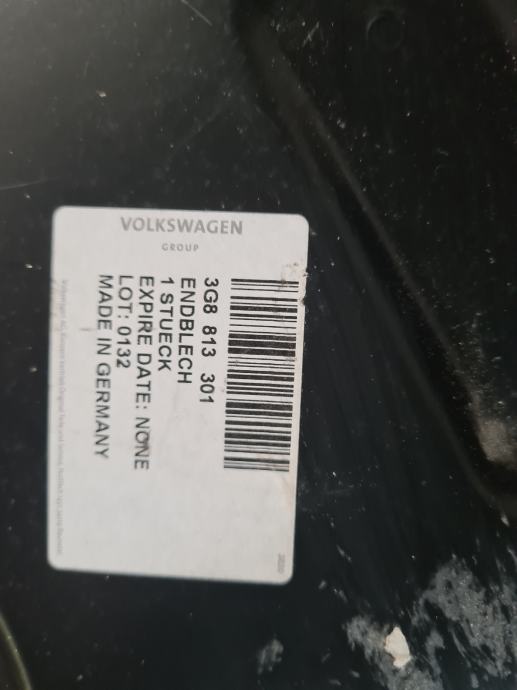 VOLKSWAGEN
GROUP
3G8 813 301
ENDBLECH
1 STUECK
EXPIRE DATE: NONE
LOT: 0132
MADE IN GERMANY